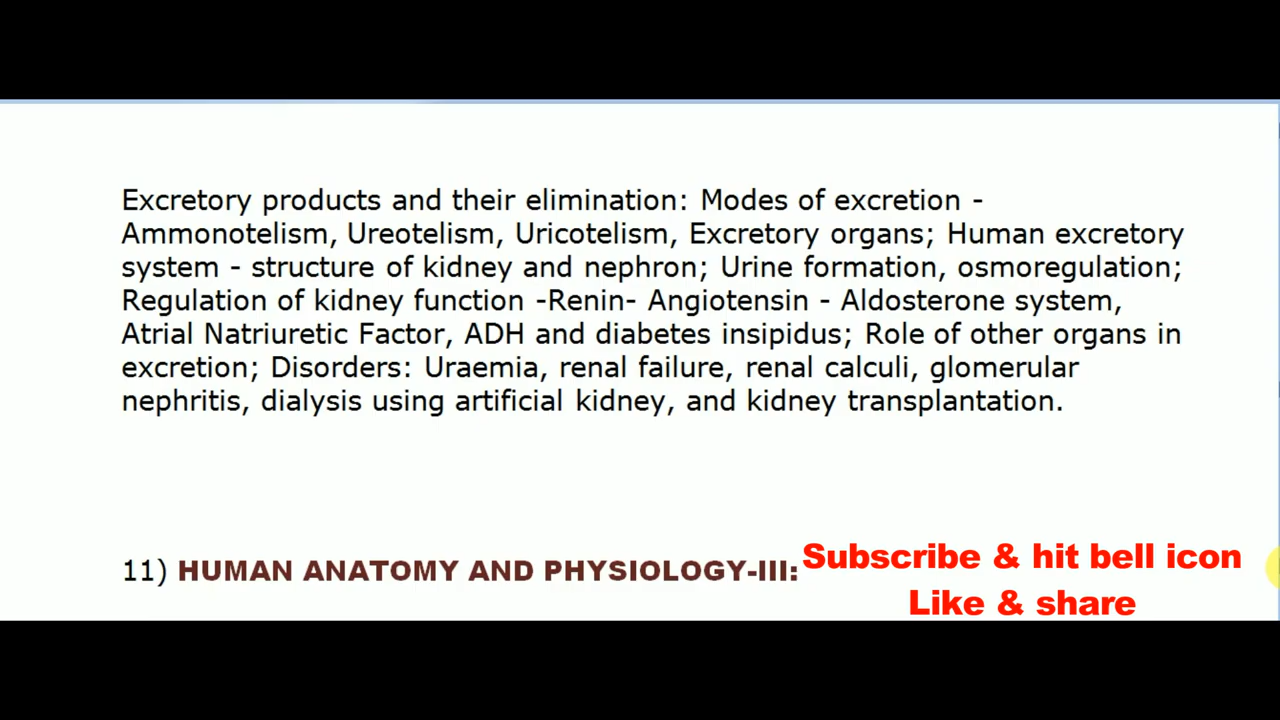 Excretory products and their elimination: Modes of excretion -
Ammonotelism, Ureotelism, Uricotelism, Excretory organs; Human excretory
system - structure of kidney and nephron; Urine formation, osmoregulation;
Regulation of kidney function -Renin- Angiotensin - Aldosterone system,
Atrial Natriuretic Factor, ADH and diabetes insipidus; Role of other organs in
excretion; Disorders: Uraemia, renal failure, renal calculi, glomerular
nephritis, dialysis using artificial kidney, and kidney transplantation.
11) HUMAN ANATOMY AND PHYSIOLOGY-III:
Subscribe & hit bell icon
Like & share